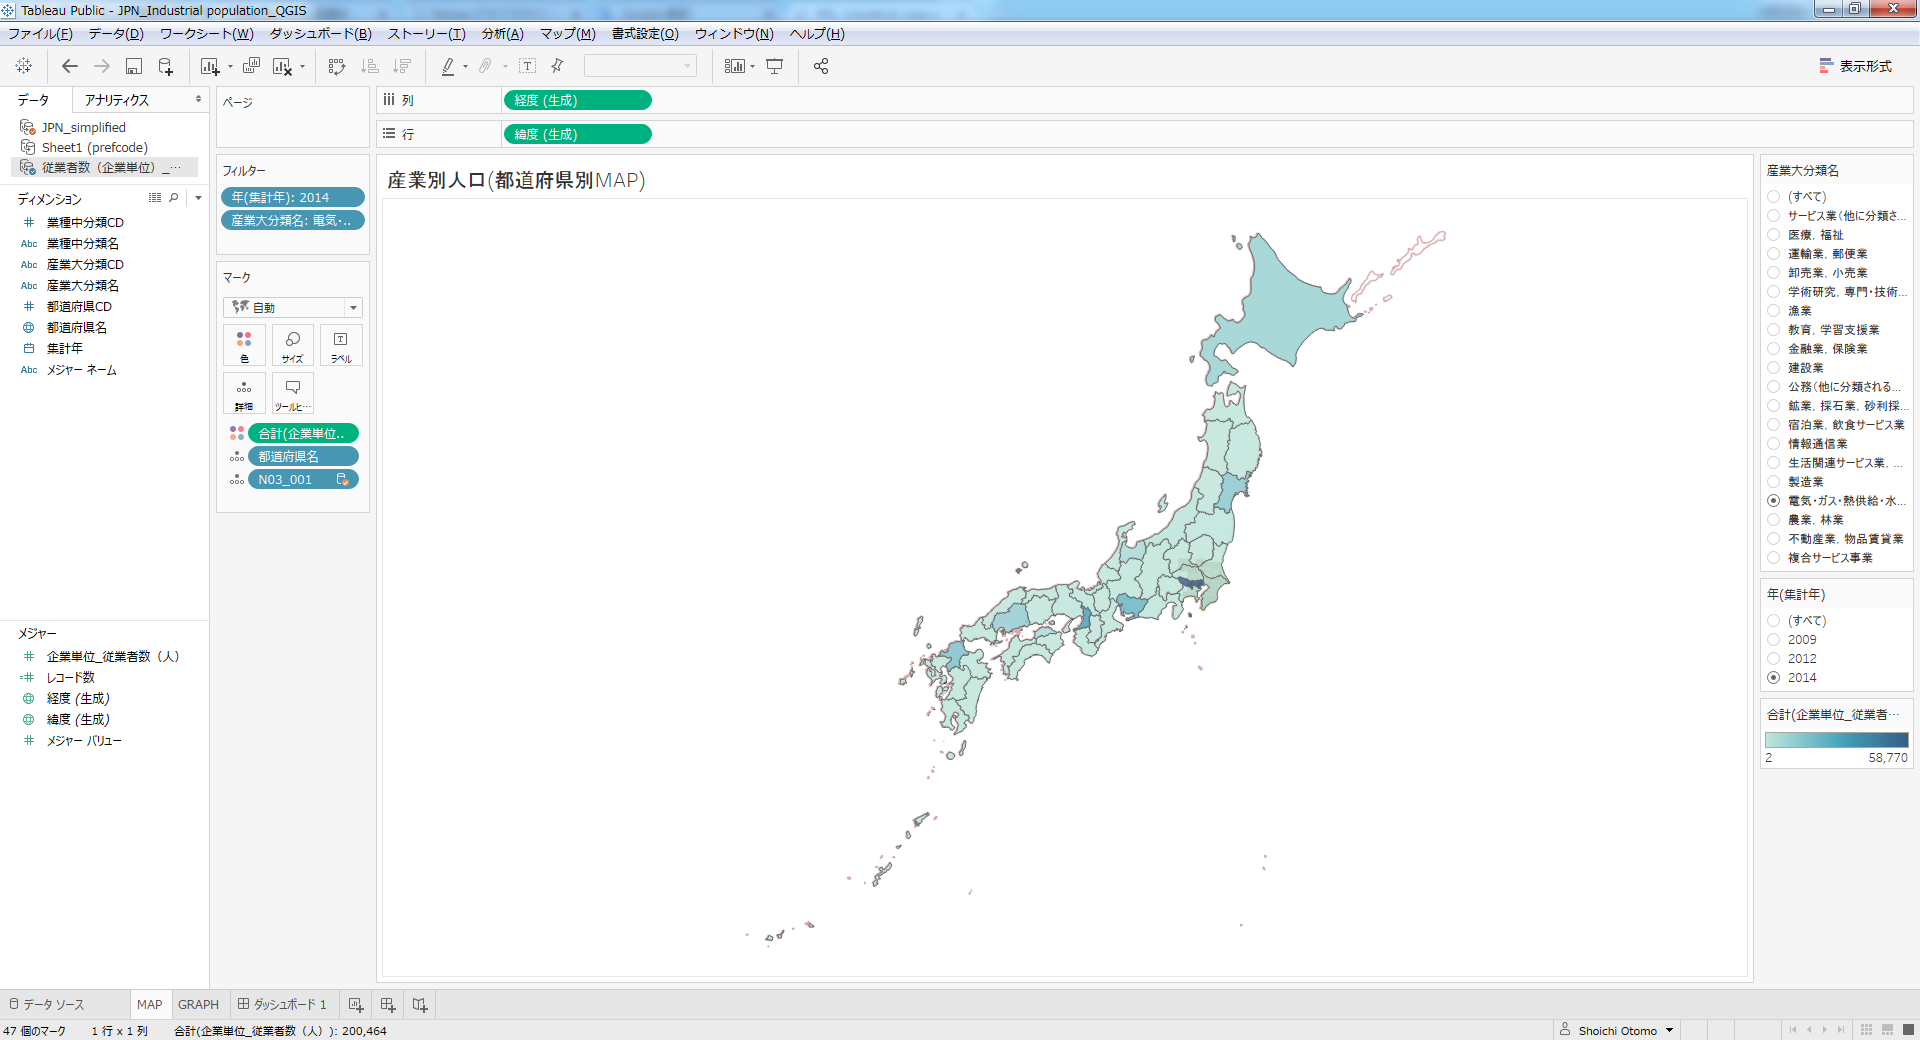 Tableau Public - JPN_Industrial population_QGIS
ファイル(F) データ(D) ワークシート(W) ダッシュボード(B) ストーリー(T) 分析(A) マップ(M) 書式設定(O) ウィンドウ(N) ヘルプ(H)
表示形式
データ
アナリティクス
JPN_simplified
Sheet1 (prefcode)
従業者数（企業単位）_…
ディメンション
業種中分類CD
Abc 業種中分類名
Abc 産業大分類CD
Abc 産業大分類名
都道府県CD
都道府県名
集計年
Abc メジャー ネーム
メジャー
企業単位_従業者数（人）
レコード数
経度 (生成)
緯度 (生成)
メジャー バリュー
ページ
フィルター
年(集計年): 2014
産業大分類名: 電気・..
マーク
自動
色
サイズ
ラベル
詳細
ツールヒ…
合計(企業単位..
都道府県名
N03_001
列
経度 (生成)
行
緯度 (生成)
産業別人口(都道府県別MAP)
産業大分類名
(すべて)
サービス業（他に分類さ...
医療，福祉
運輸業，郵便業
卸売業，小売業
学術研究，専門・技術...
漁業
教育，学習支援業
金融業，保険業
建設業
公務（他に分類される...
鉱業，採石業，砂利採...
宿泊業，飲食サービス業
情報通信業
生活関連サービス業，...
製造業
電気・ガス・熱供給・水...
農業，林業
不動産業，物品賃貸業
複合サービス事業
年(集計年)
(すべて)
2009
2012
2014
合計(企業単位_従業者…
2 58,770
データ ソース
MAP
GRAPH
ダッシュボード 1
47 個のマーク 1 行 x 1 列 合計(企業単位_従業者数（人）): 200,464
Shoichi Otomo